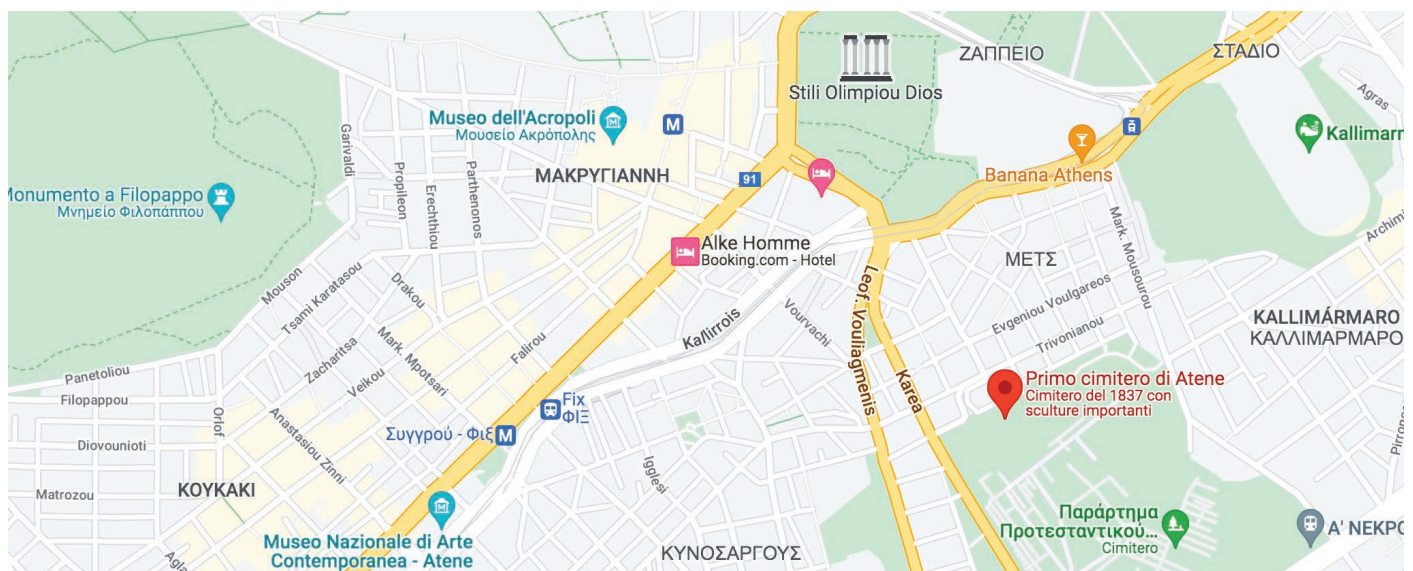 ΖΑΠΠΕΙΟ
ΣΤΑΔΙΟ
Stili Olimpiou Dios
Agras
Museo dell'Acropoli
Μουσείο Ακρόπολης
M
Kallimarm
Garivaldi
Propileon
Erechthiou
Parthenonos
ΜΑΚΡΥΓΙΑΝΝΗ
91
Banana Athens
Monumento a Filopappo
Μνημείο Φιλοπάππου
Mark. Mousourou
Archimi
Alke Homme
Booking.com - Hotel
ΜΕΤΣ
Mouson
Tsami Karatasou
Drakou
Leof. Vouliagmenis
Evgeniou Voulgareos
Kallirrois
Vourvachi
Trivonianou
KALLIMÁRMARO
ΚΑΛΛΙΜΑΡΜΑΡΟ
Zacharitsa
Mark. Mpotsari
Falirou
Veikou
Karea
Panetoliou
Filopappou
Primo cimitero di Atene
Cimitero del 1837 con
sculture importanti
Fix
ΦΙΞ
Orlof
Anastasiou Zinni
Συγγρού - Φιξ
M
Diovounioti
Igglesi
Matrozou
ΚΟΥΚΑΚΙ
Παράρτημα
Προτεσταντικού...
Cimitero
Α' ΝΕΚΡΟ
Museo Nazionale di Arte
Contemporanea - Atene
ΚΥΝΟΣΑΡΓΟΥΣ
Agla